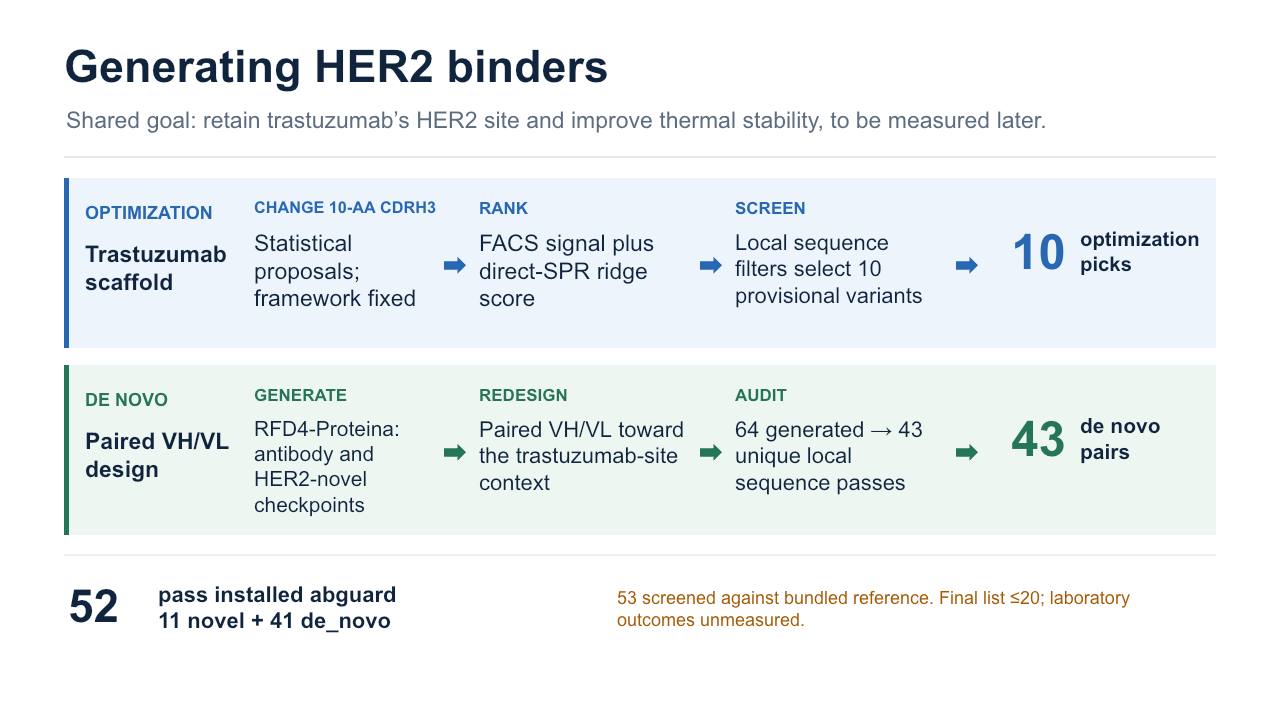 Generating HER2 binders
Shared goal: retain trastuzumab’s HER2 site and improve thermal stability, to be measured later.
OPTIMIZATION
Trastuzumab
scaffold
CHANGE 10-AA CDRH3
Statistical
proposals;
framework fixed
RANK
FACS signal plus
direct-SPR ridge
score
SCREEN
Local sequence
filters select 10
provisional variants
10
optimization
picks
DE NOVO
Paired VH/VL
design
GENERATE
RFD4-Proteina:
antibody and
HER2-novel
checkpoints
REDESIGN
Paired VH/VL toward
the trastuzumab-site
context
AUDIT
64 generated → 43
unique local
sequence passes
43
de novo
pairs
52
pass installed abguard
11 novel + 41 de_novo
53 screened against bundled reference. Final list ≤20; laboratory
outcomes unmeasured.